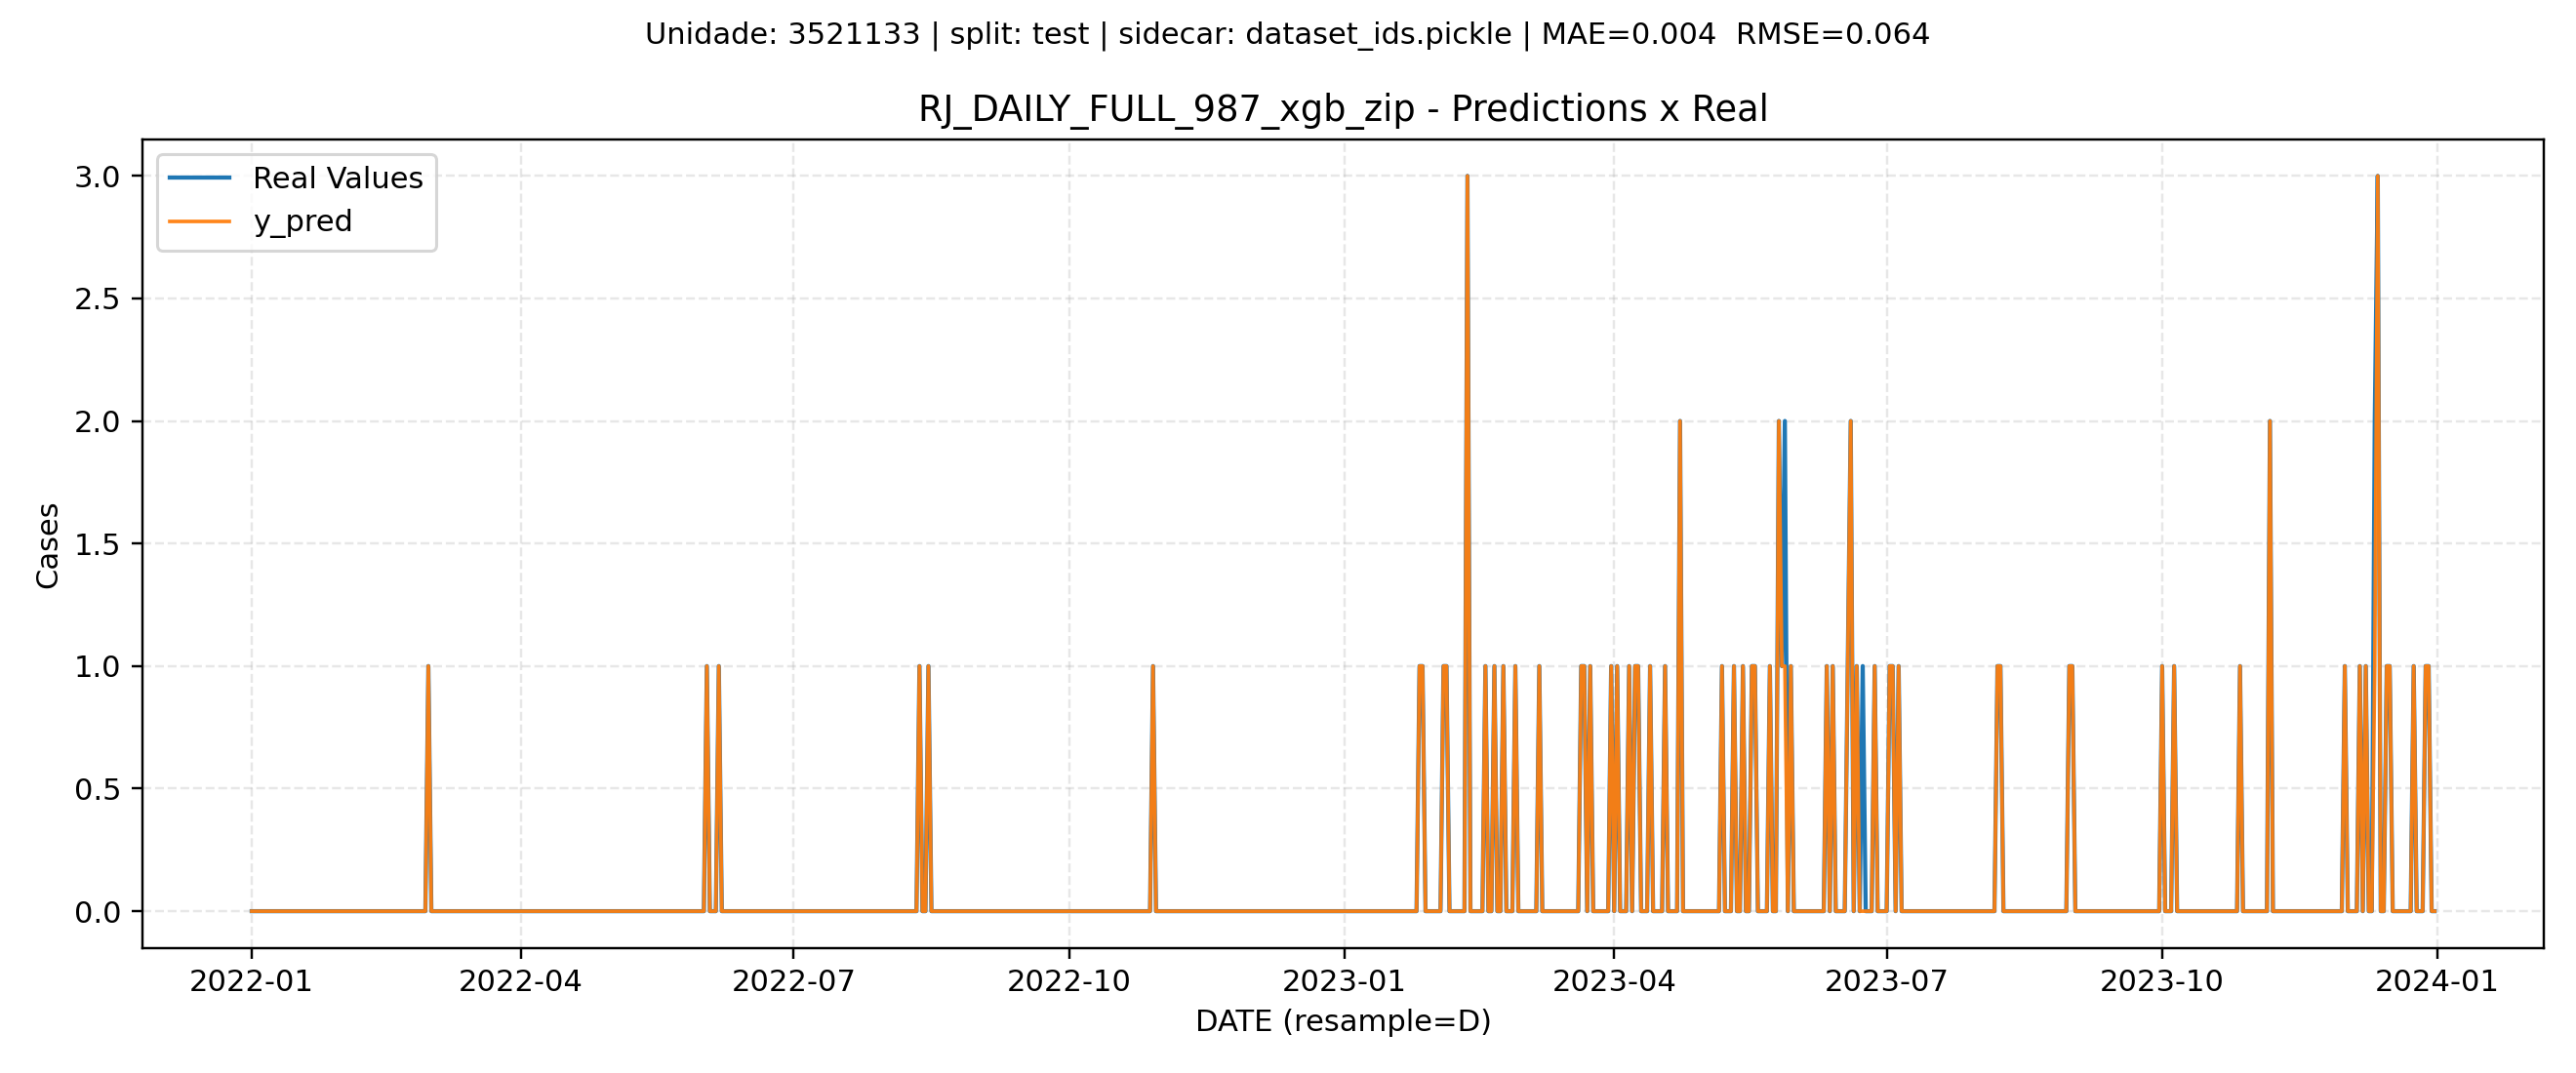 Unidade: 3521133 | split: test | sidecar: dataset_ids.pickle | MAE=0.004  RMSE=0.064
RJ_DAILY_FULL_987_xgb_zip - Predictions x Real
Real Values
y_pred
3.0
2.5
2.0
1.5
1.0
0.5
0.0
Cases
2022-01 2022-04 2022-07 2022-10 2023-01 2023-04 2023-07 2023-10 2024-01
DATE (resample=D)